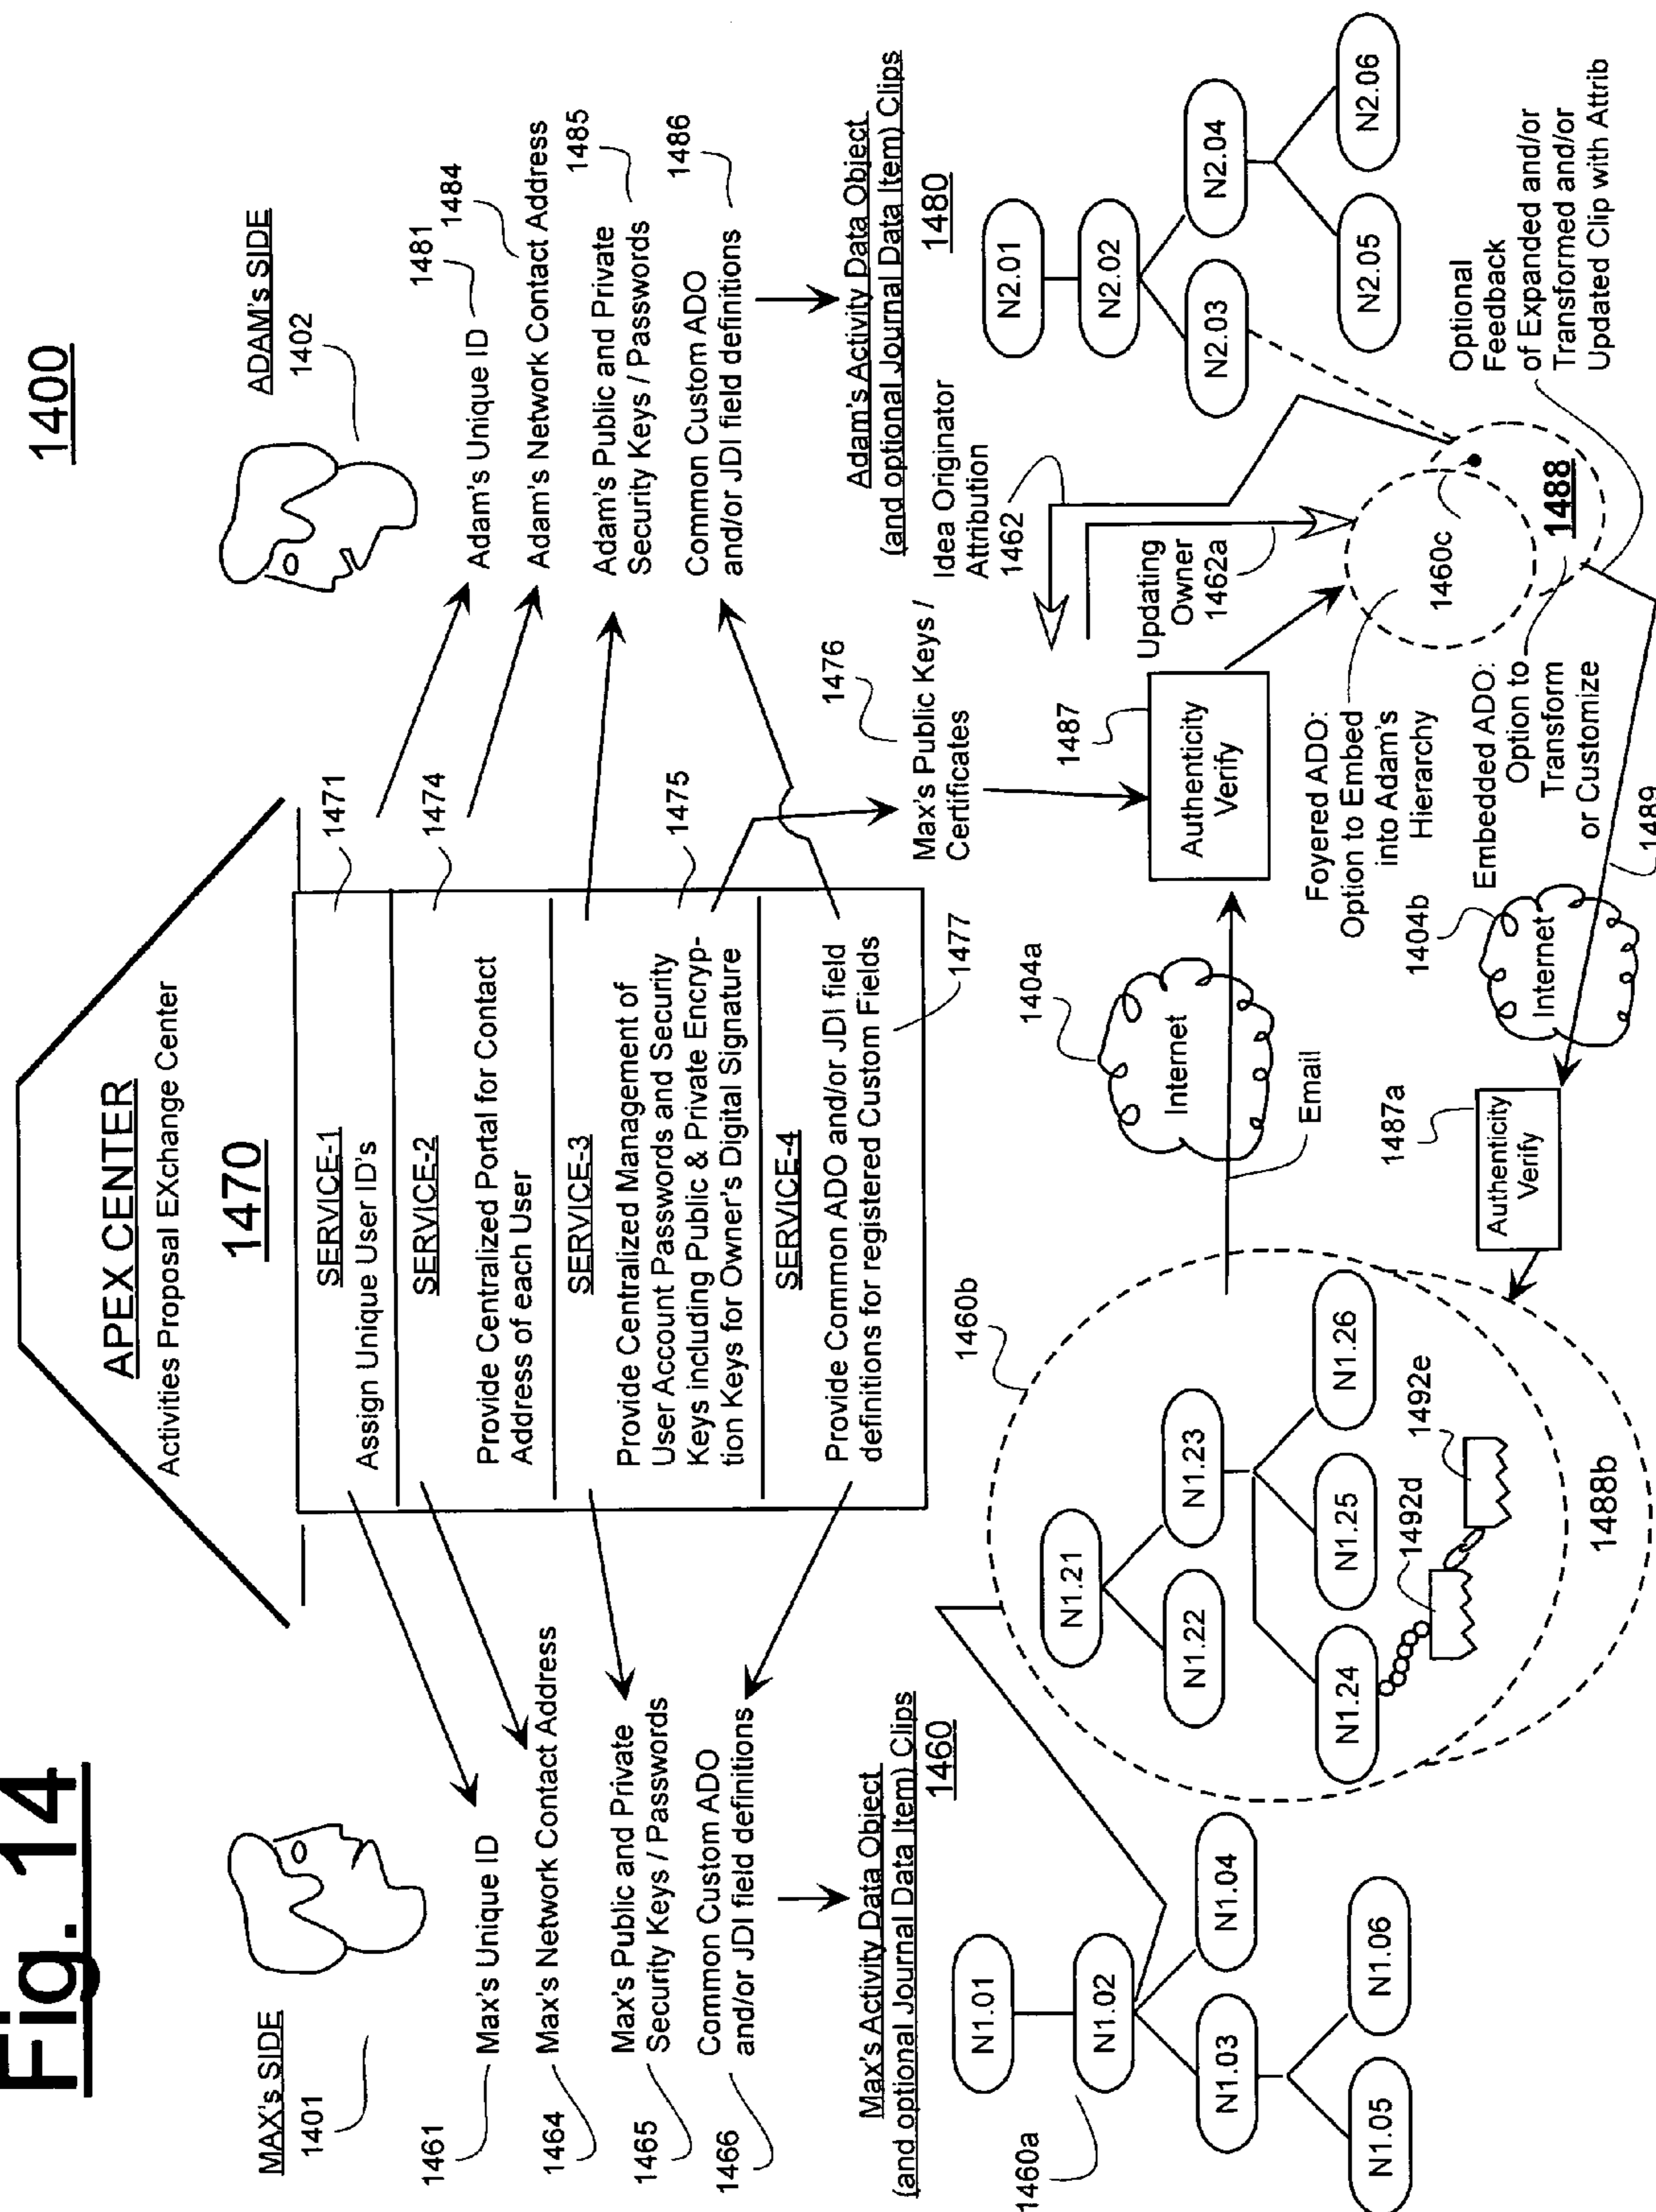 Fig. 14
1400
APEX CENTER
Activities Proposal EXchange Center
1470
SERVICE-1
Assign Unique User ID's
SERVICE-2
Provide Centralized Portal for Contact
Address of each User
SERVICE-3
Provide Centralized Management of
User Account Passwords and Security
Keys including Public & Private Encryp-
tion Keys for Owner's Digital Signature
SERVICE-4
Provide Common ADO and/or JDI field
definitions for registered Custom Fields
1471
1474
1475
1477
MAX's SIDE
1401
1461
Max's Unique ID
1464
Max's Network Contact Address
1465
Max's Public and Private
Security Keys / Passwords
1466
Common Custom ADO
and/or JDI field definitions
Max's Activity Data Object
(and optional Journal Data Item) Clips
1460
1460a
N1.01
N1.02
N1.03
N1.04
N1.05
N1.06
1460b
N1.21
N1.22
N1.23
N1.24
N1.25
N1.26
1492d
1492e
1488b
ADAM's SIDE
1402
1481
Adam's Unique ID
1484
Adam's Network Contact Address
1485
Adam's Public and Private
Security Keys / Passwords
1486
Common Custom ADO
and/or JDI field definitions
Adam's Activity Data Object
(and optional Journal Data Item) Clips
1480
N2.01
N2.02
N2.03
N2.04
N2.05
N2.06
1476
Max's Public Keys /
Certificates
Idea Originator
Attribution
1462
Updating
Owner
1462a
1487
Authenticity
Verify
1404a
Internet
Email
Foyered ADO:
Option to Embed
into Adam's
Hierarchy
1460c
1488
Embedded ADO:
Option to
Transform
or Customize
Optional
Feedback
of Expanded and/or
Transformed and/or
Updated Clip with Attrib
1489
1404b
Internet
1487a
Authenticity
Verify